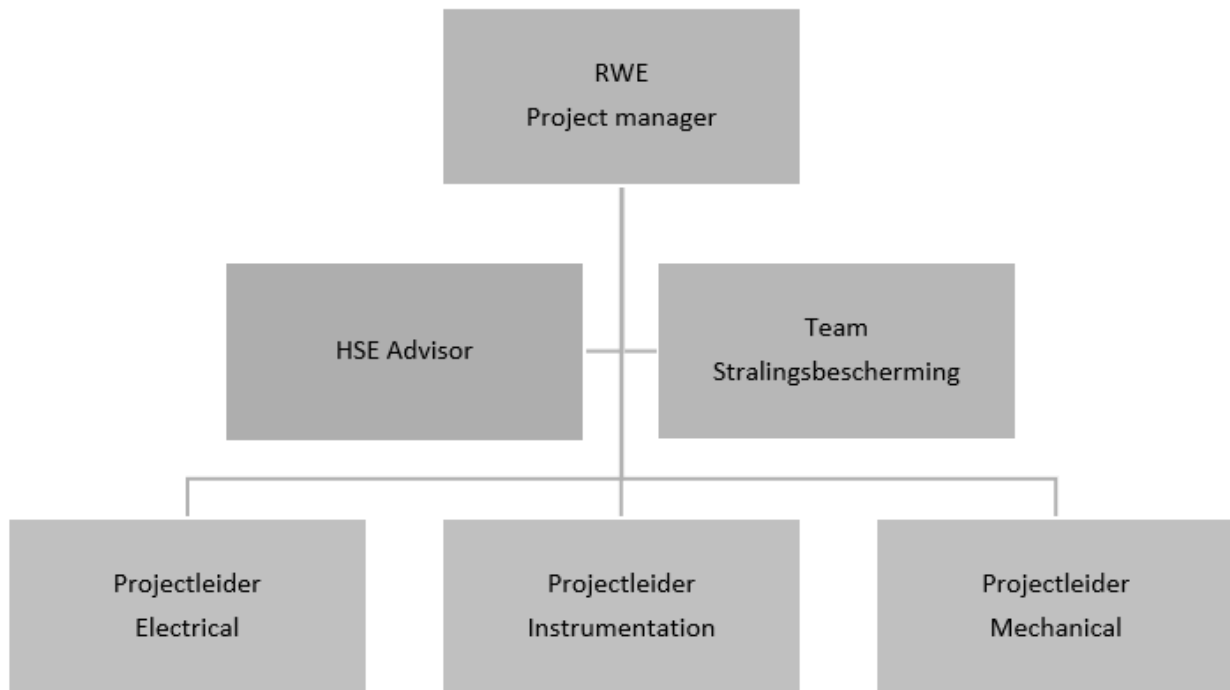 RWE
Project manager
HSE Advisor
Team
Stralingsbescherming
Projectleider
Electrical
Projectleider
Instrumentation
Projectleider
Mechanical